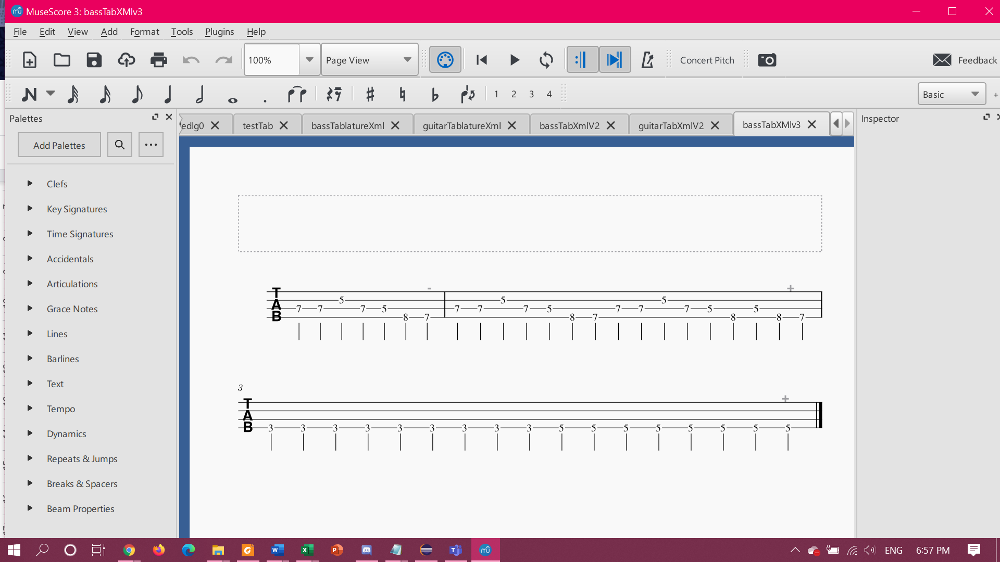 MuseScore 3: bassTabXMlv3
File Edit View Add Format Tools Plugins Help
100% Page View Concert Pitch Feedback
1 2 3 4 Basic +
Palettes
edlg0 testTab bassTablatureXml guitarTablatureXml bassTabXmlV2 guitarTabXmlV2 bassTabXMlv3
Inspector
Add Palettes
Clefs
Key Signatures
Time Signatures
Accidentals
Articulations
Grace Notes
Lines
Barlines
Text
Tempo
Dynamics
Repeats & Jumps
Breaks & Spacers
Beam Properties
- +
TAB 7 7 5 7 5 8 7 7 7 5 7 5 8 7 7 7 5 7 5 8 5 8 7
3 +
TAB 3 3 3 3 3 3 3 3 3 5 5 5 5 5 5 5 5
ENG 6:57 PM